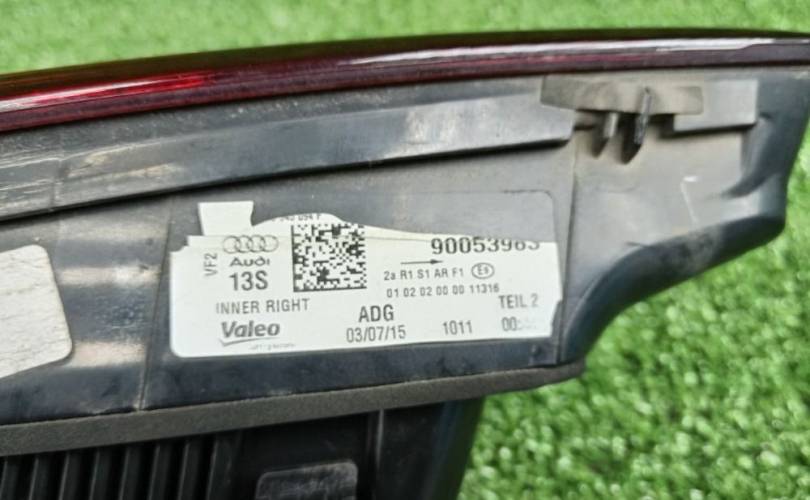 VF2
Audi
13S
INNER RIGHT
Valeo
2a R1 S1 AR F1 E9
01 02 02 00 00 11316
ADG
TEIL 2
03/07/15 1011